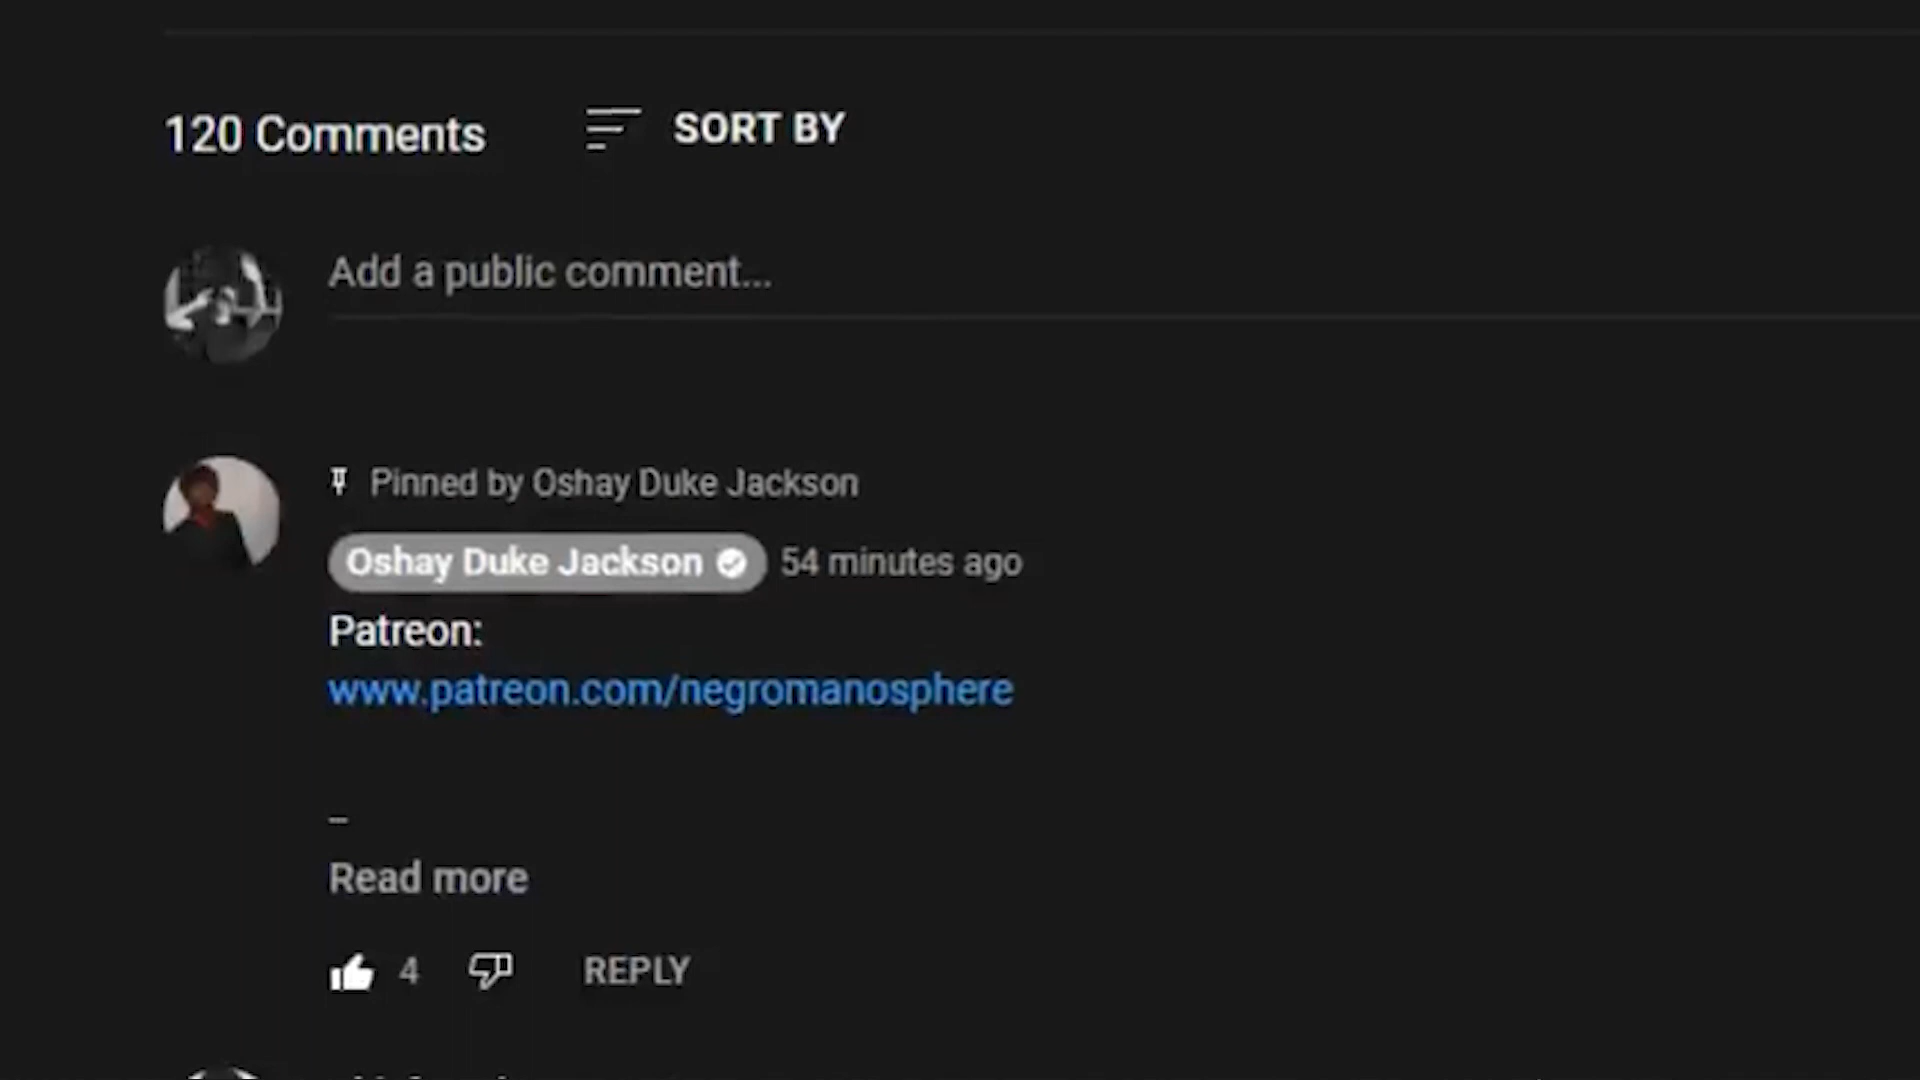 120 Comments
SORT BY
Add a public comment...
Pinned by Oshay Duke Jackson
Oshay Duke Jackson 54 minutes ago
Patreon:
www.patreon.com/negromanosphere
–
Read more
4 REPLY